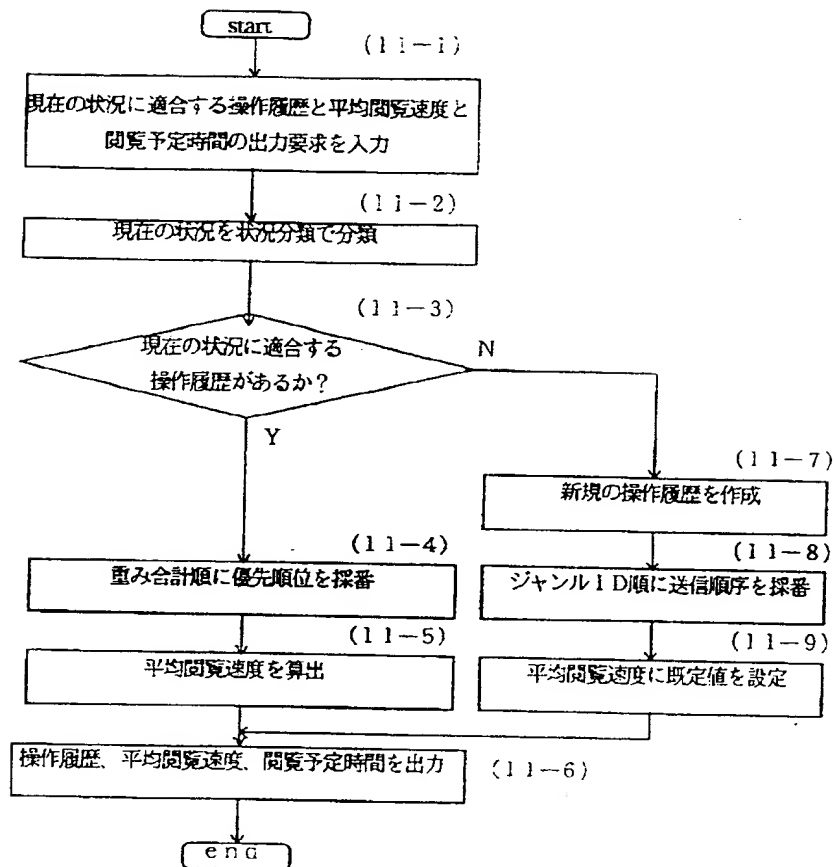 start
(11-1)
現在の状況に適合する操作履歴と平均閲覧速度と
閲覧予定時間の出力要求を入力
(11-2)
現在の状況を状況分類で分類
(11-3)
現在の状況に適合する
操作履歴があるか?
N
Y
(11-7)
新規の操作履歴を作成
(11-4)
重み合計順に優先順位を採番
(11-8)
ジャンルID順に送信順序を採番
(11-5)
平均閲覧速度を算出
(11-9)
平均閲覧速度に既定値を設定
操作履歴、平均閲覧速度、閲覧予定時間を出力
(11-6)
end